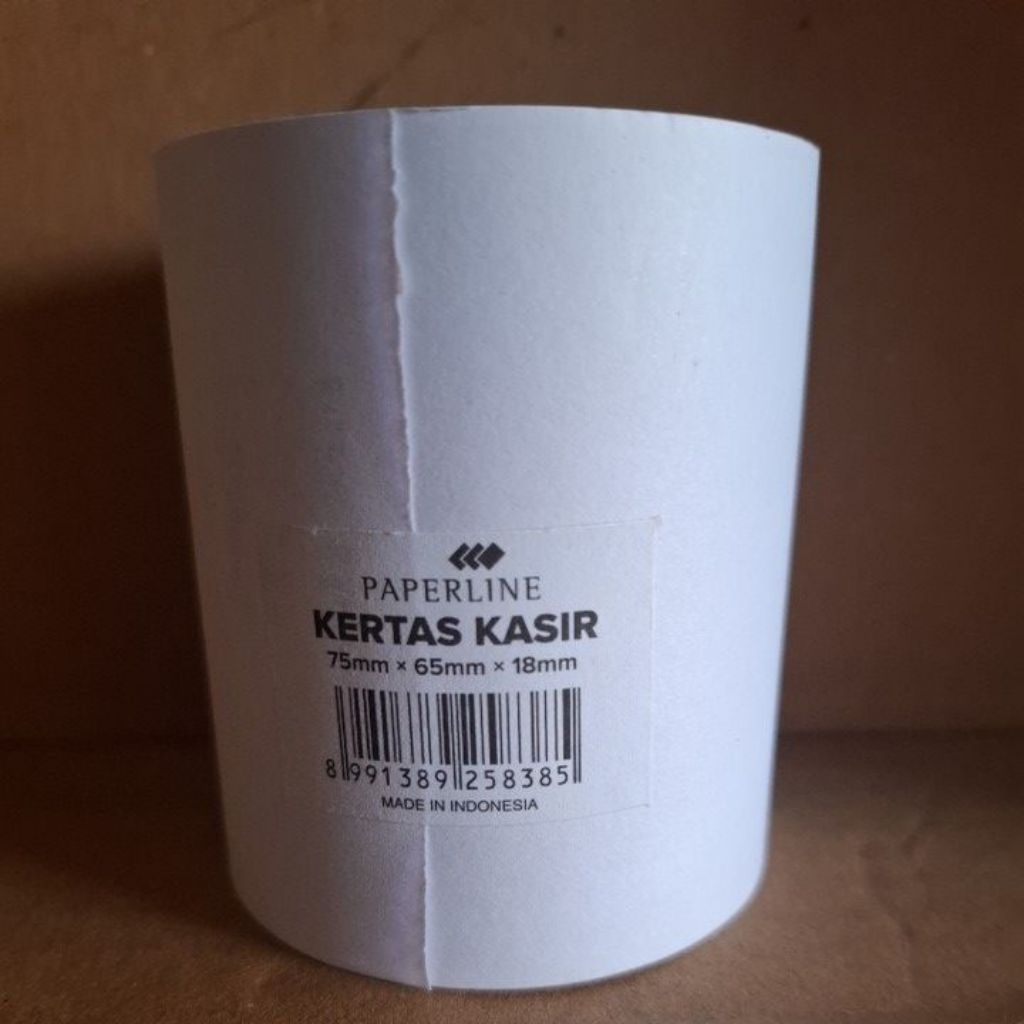 PAPERLINE
KERTAS KASIR
75mm × 65mm × 18mm
8 991389 258385
MADE IN INDONESIA